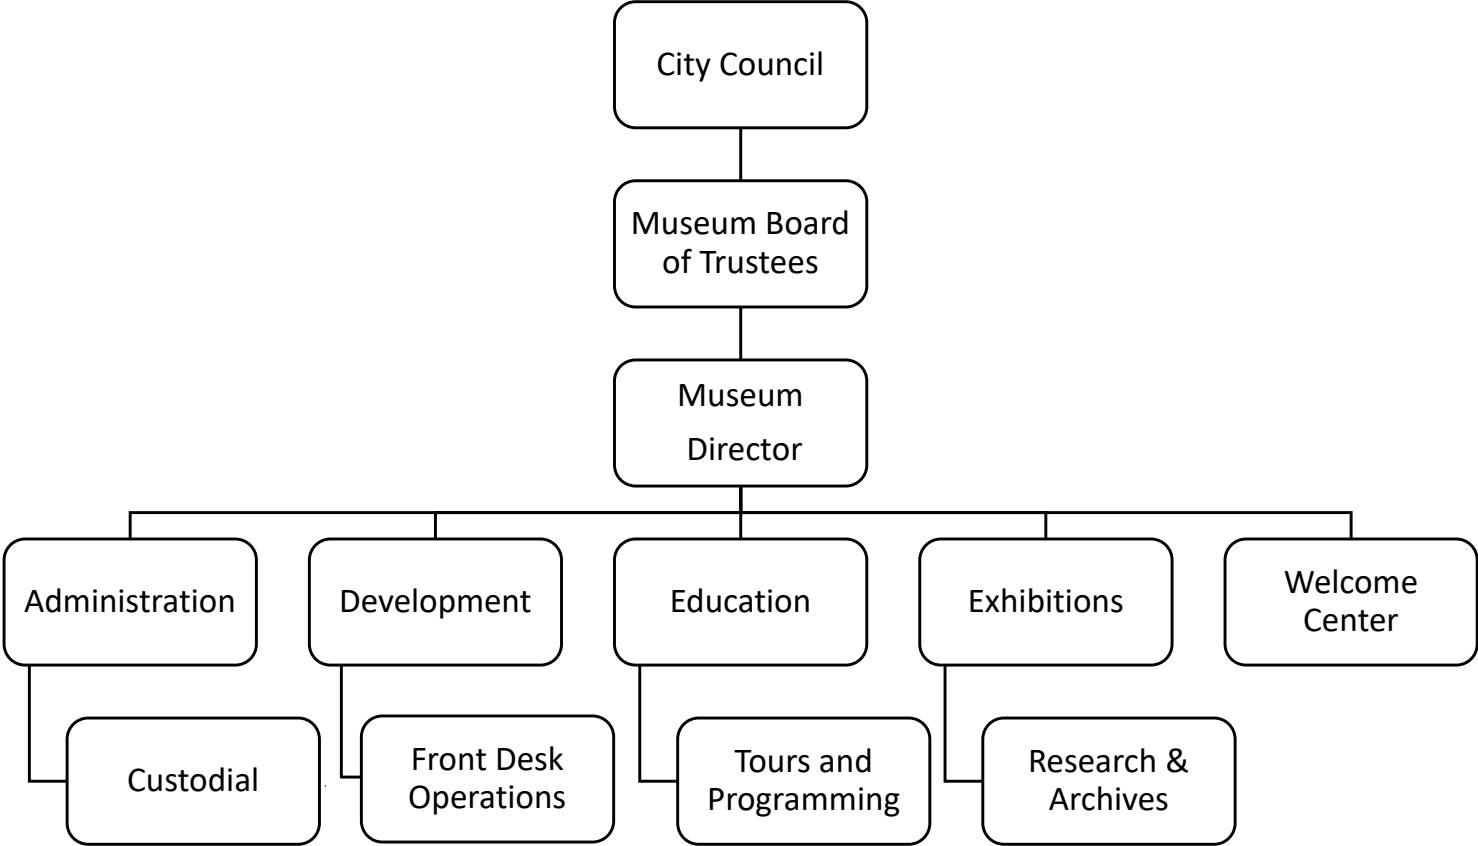 City Council
Museum Board
of Trustees
Museum
Director
Administration
Development
Education
Exhibitions
Welcome
Center
Custodial
Front Desk
Operations
Tours and
Programming
Research &
Archives